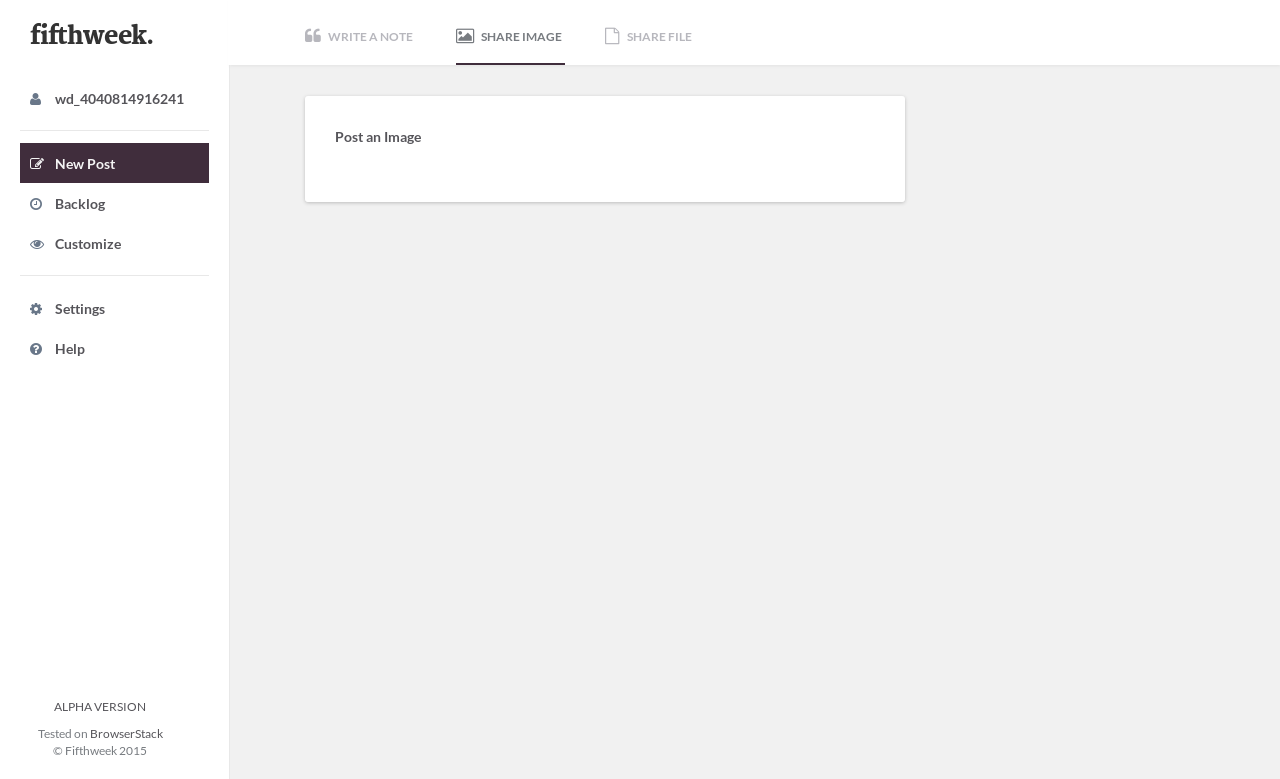 fifthweek.
WRITE A NOTE
SHARE IMAGE
SHARE FILE
wd_4040814916241
New Post
Backlog
Customize
Settings
Help
Post an Image
ALPHA VERSION
Tested on BrowserStack
© Fifthweek 2015